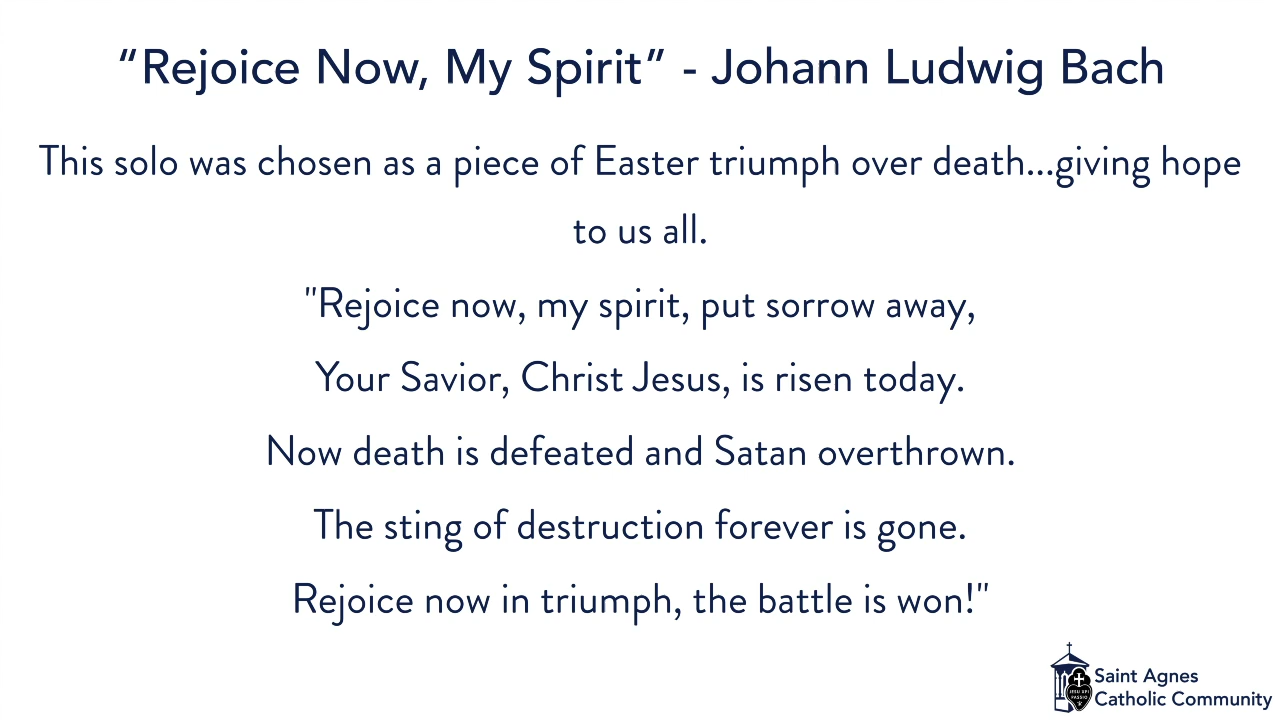 “Rejoice Now, My Spirit” - Johann Ludwig Bach
This solo was chosen as a piece of Easter triumph over death...giving hope
to us all.
"Rejoice now, my spirit, put sorrow away,
Your Savior, Christ Jesus, is risen today.
Now death is defeated and Satan overthrown.
The sting of destruction forever is gone.
Rejoice now in triumph, the battle is won!"
JESU XPI
PASSIO
Saint Agnes
Catholic Community